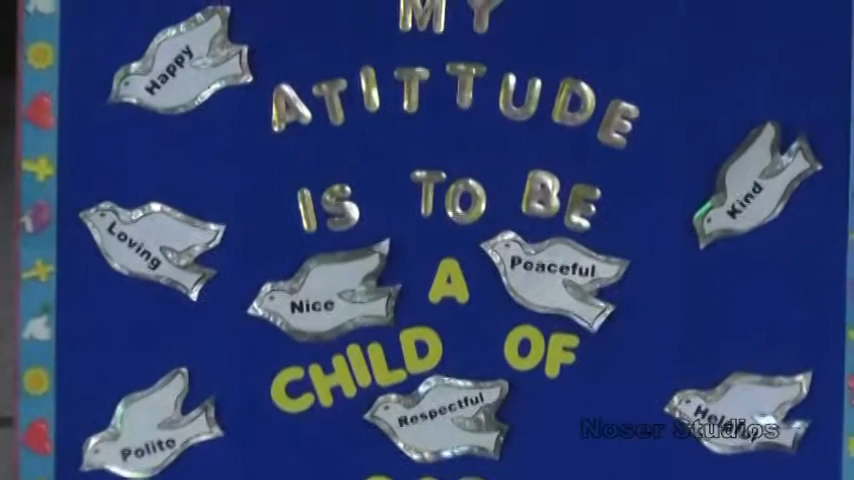 MY
Happy
ATITTUDE
Kind
IS TO BE
Loving
Peaceful
A
Nice
CHILD OF
Respectful
Polite
Noser Studios